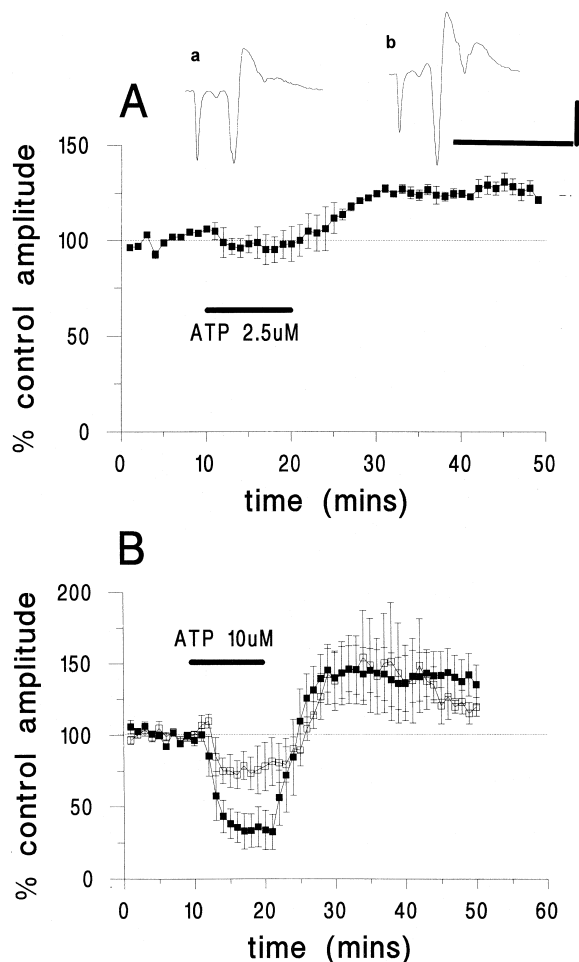 a
b
A
150
100
50
0
% control amplitude
ATP 2.5uM
0 10 20 30 40 50
time (mins)
B
200
150
100
50
0
% control amplitude
ATP 10uM
0 10 20 30 40 50 60
time (mins)